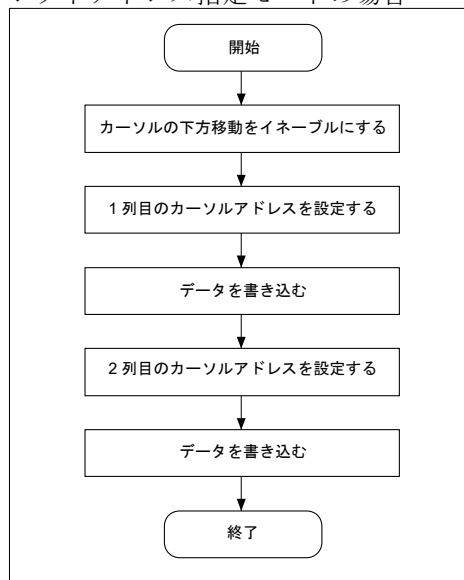 開始
カーソルの下方移動をイネーブルにする
1 列目のカーソルアドレスを設定する
データを書き込む
2 列目のカーソルアドレスを設定する
データを書き込む
終了